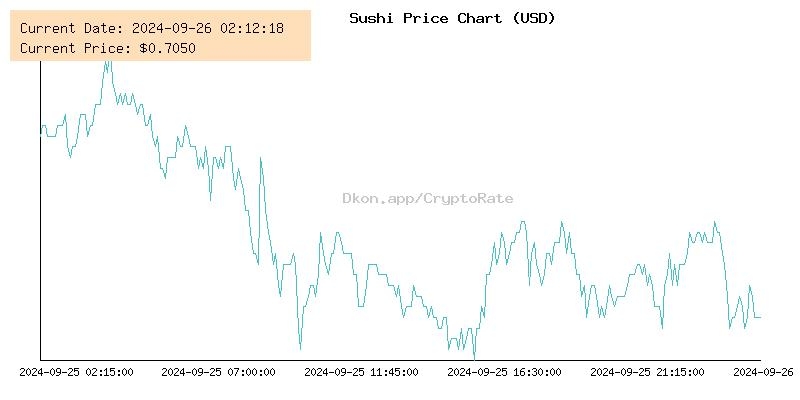 Sushi Price Chart (USD)
Current Date: 2024-09-26 02:12:18
Current Price: $0.7050
Dkon.app/CryptoRate
2024-09-25 02:15:00 2024-09-25 07:00:00 2024-09-25 11:45:00 2024-09-25 16:30:00 2024-09-25 21:15:00 2024-09-26